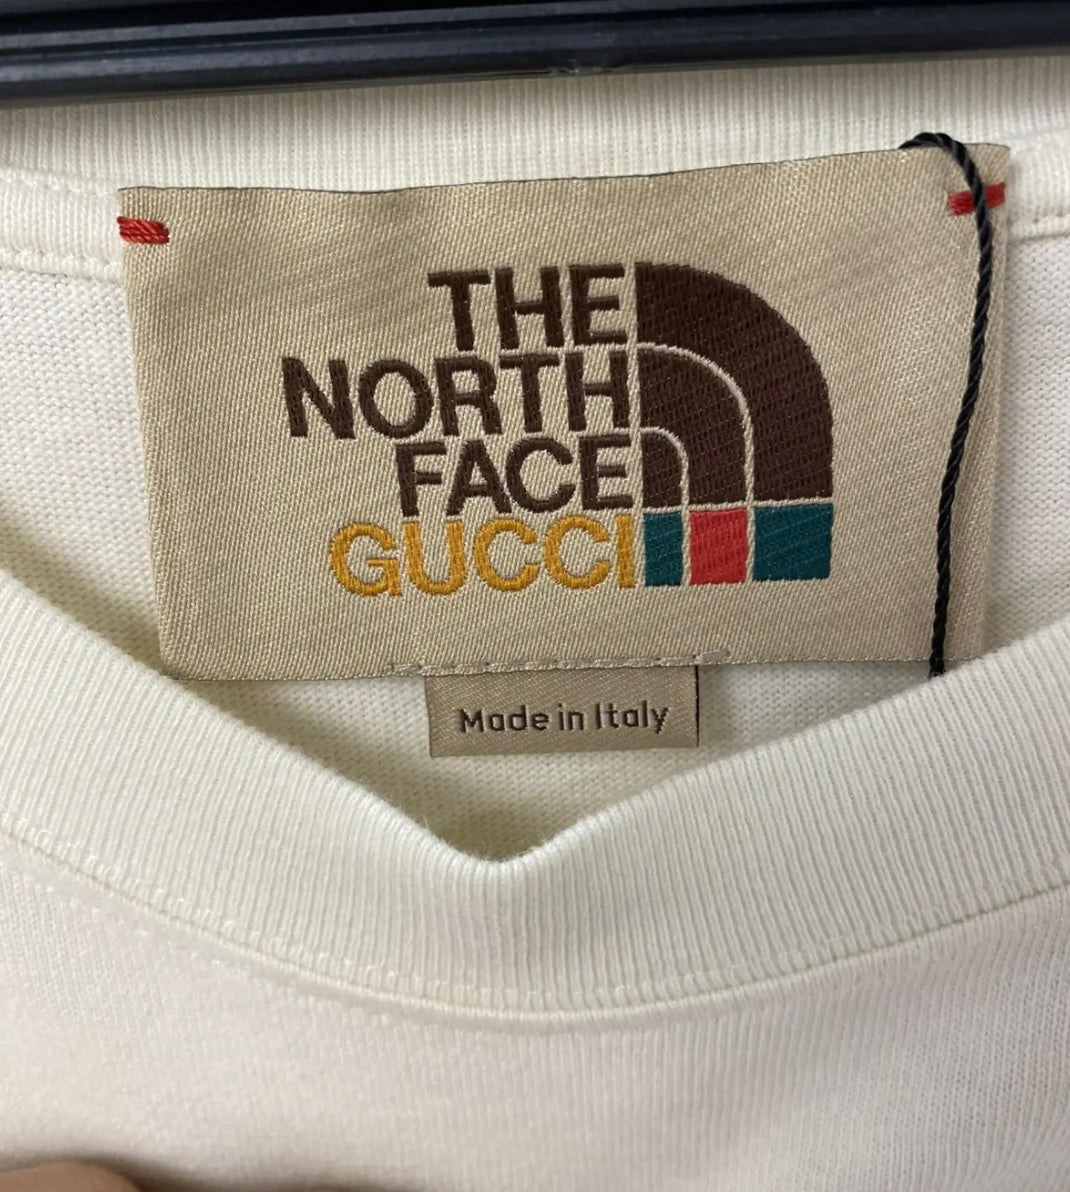 THE
NORTH
FACE
GUCCI
Made in Italy